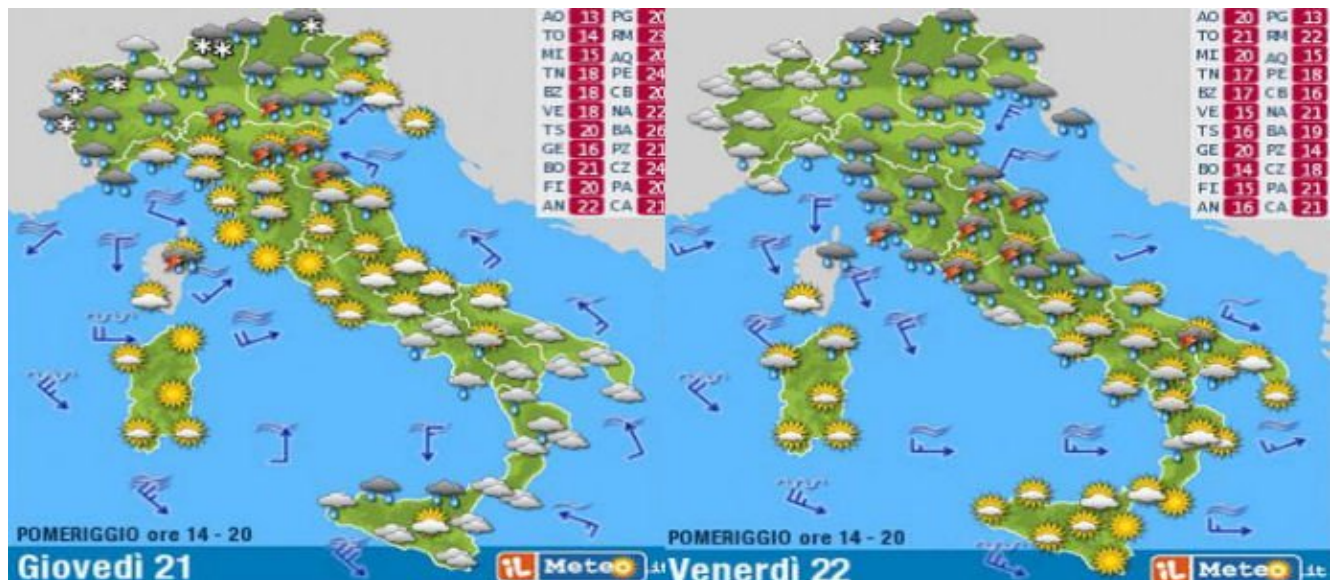 AO 13 PG 20
TO 14 RM 23
MI 15 AQ 20
TN 18 PE 24
BZ 18 CB 20
VE 18 NA 22
TS 20 BA 26
GE 16 PZ 21
BO 21 CZ 24
FI 20 PA 20
AN 22 CA 21
POMERIGGIO ore 14 - 20
Giovedì 21
iL Meteo.it
AO 20 PG 13
TO 21 RM 22
MI 20 AQ 15
TN 17 PE 18
BZ 17 CB 16
VE 15 NA 21
TS 16 BA 19
GE 20 PZ 14
BO 14 CZ 18
FI 15 PA 21
AN 16 CA 21
POMERIGGIO ore 14 - 20
Venerdì 22
iL Meteo.it